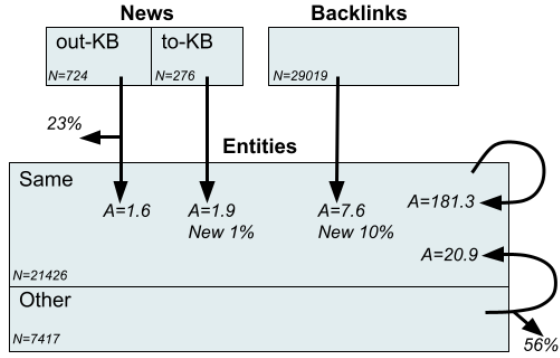 News
Backlinks
out-KB
to-KB
N=724
N=276
N=29019
23%
Entities
Same
A=1.6
A=1.9
New 1%
A=7.6
New 10%
A=181.3
A=20.9
N=21426
Other
N=7417
56%